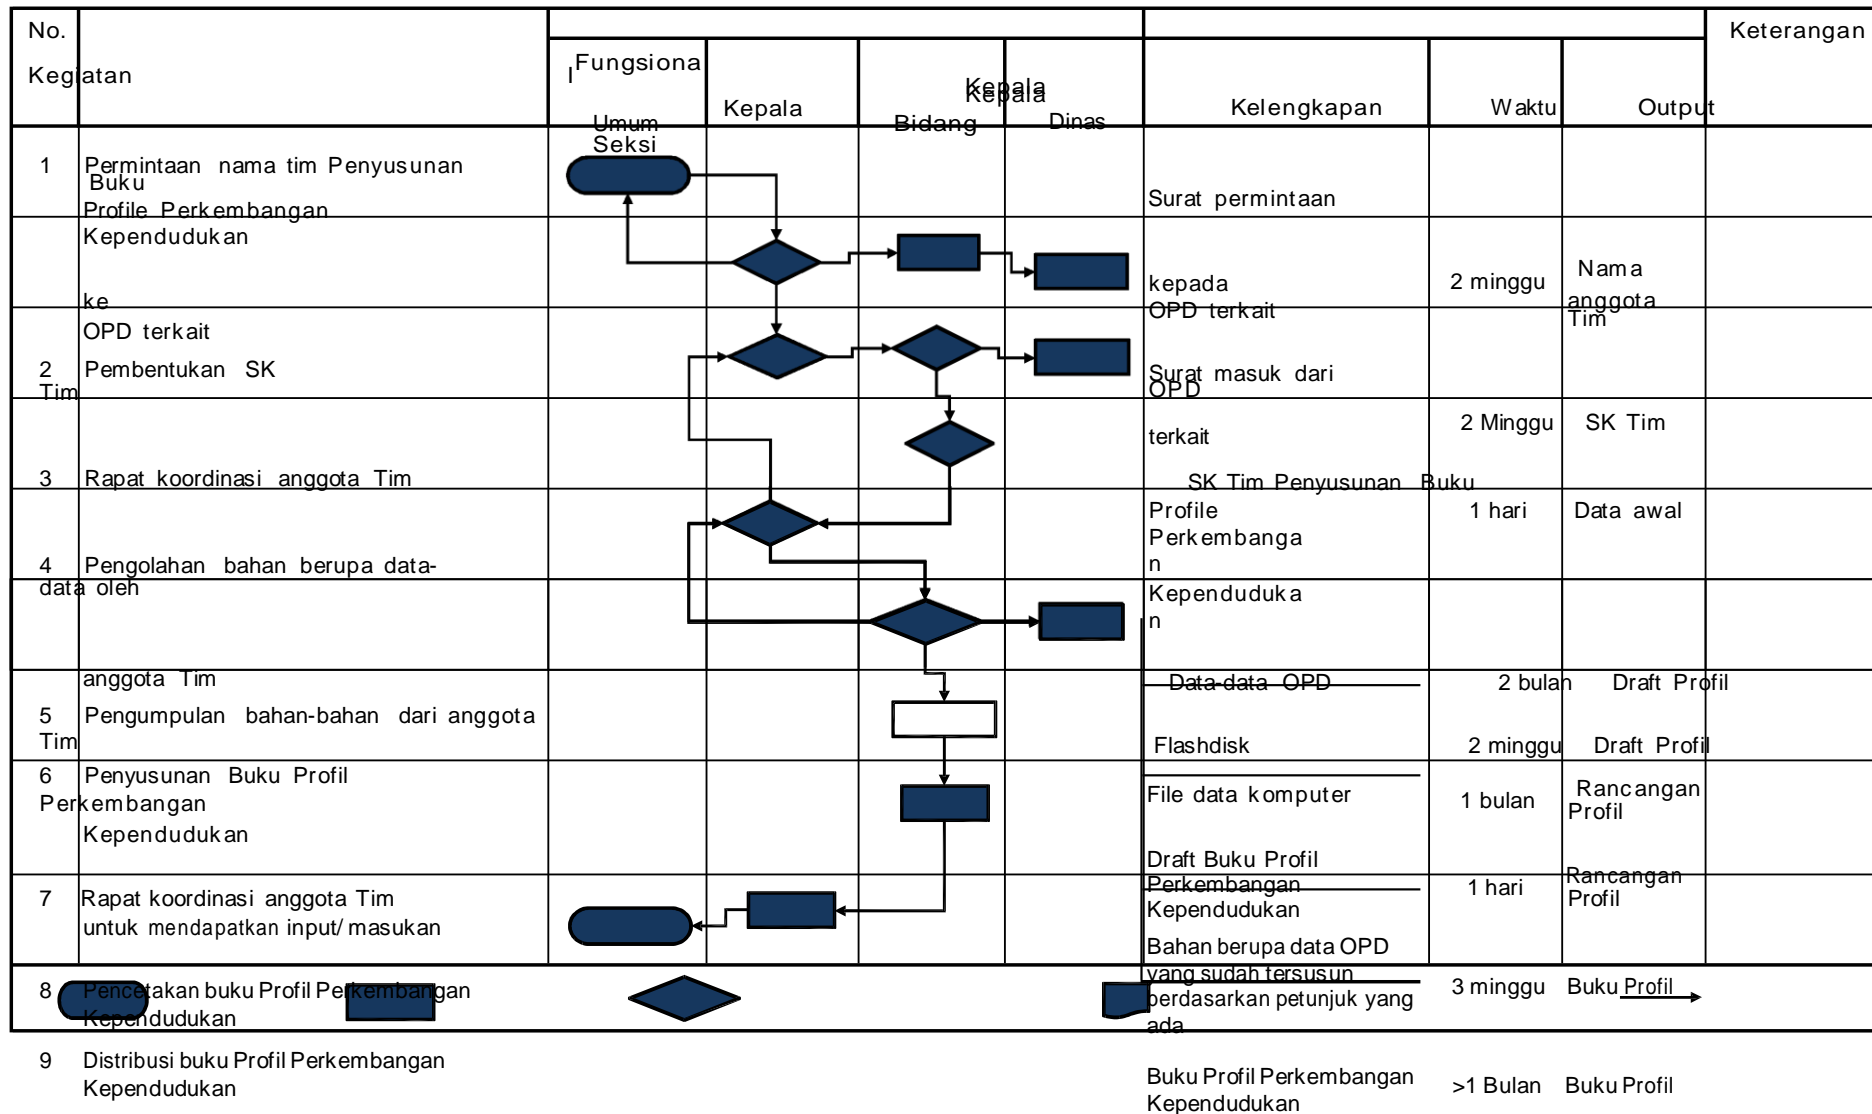 No.
Kegiatan
Fungsiona
l
Umum
Seksi
Kepala
Kepala
Kepala
Bidang
Dinas
Kelengkapan
Waktu
Output
Keterangan
1 Permintaan nama tim Penyusunan
Buku
Profile Perkembangan
Kependudukan
ke
OPD terkait
Surat permintaan
kepada
OPD terkait
2 minggu
Nama
anggota
Tim
2 Pembentukan SK
Tim
Surat masuk dari
OPD
terkait
2 Minggu
SK Tim
3 Rapat koordinasi anggota Tim
SK Tim Penyusunan Buku
Profile
Perkembanga
n
Kependuduka
n
1 hari
Data awal
4 Pengolahan bahan berupa data-
data oleh
anggota Tim
Data-data OPD
2 bulan
Draft Profil
5 Pengumpulan bahan-bahan dari anggota
Tim
Flashdisk
2 minggu
Draft Profil
6 Penyusunan Buku Profil
Perkembangan
Kependudukan
File data komputer
1 bulan
Rancangan
Profil
7 Rapat koordinasi anggota Tim
untuk mendapatkan input/ masukan
Draft Buku Profil
Perkembangan
Kependudukan
1 hari
Rancangan
Profil
8 Pencetakan buku Profil Perkembangan
Kependudukan
Bahan berupa data OPD
yang sudah tersusun
berdasarkan petunjuk yang
ada
3 minggu
Buku Profil
9 Distribusi buku Profil Perkembangan
Kependudukan
Buku Profil Perkembangan
Kependudukan
>1 Bulan
Buku Profil